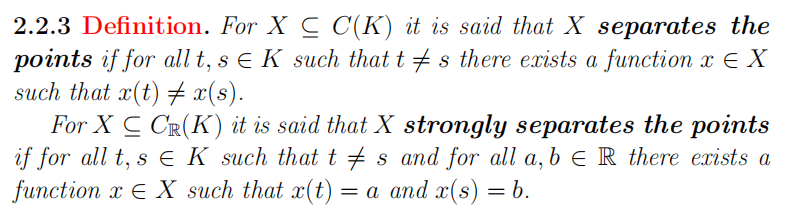 2.2.3 Definition. For X ⊆ C(K) it is said that X separates the
points if for all t, s ∈ K such that t ≠ s there exists a function x ∈ X
such that x(t) ≠ x(s).
For X ⊆ Cℝ(K) it is said that X strongly separates the points
if for all t, s ∈ K such that t ≠ s and for all a, b ∈ ℝ there exists a
function x ∈ X such that x(t) = a and x(s) = b.